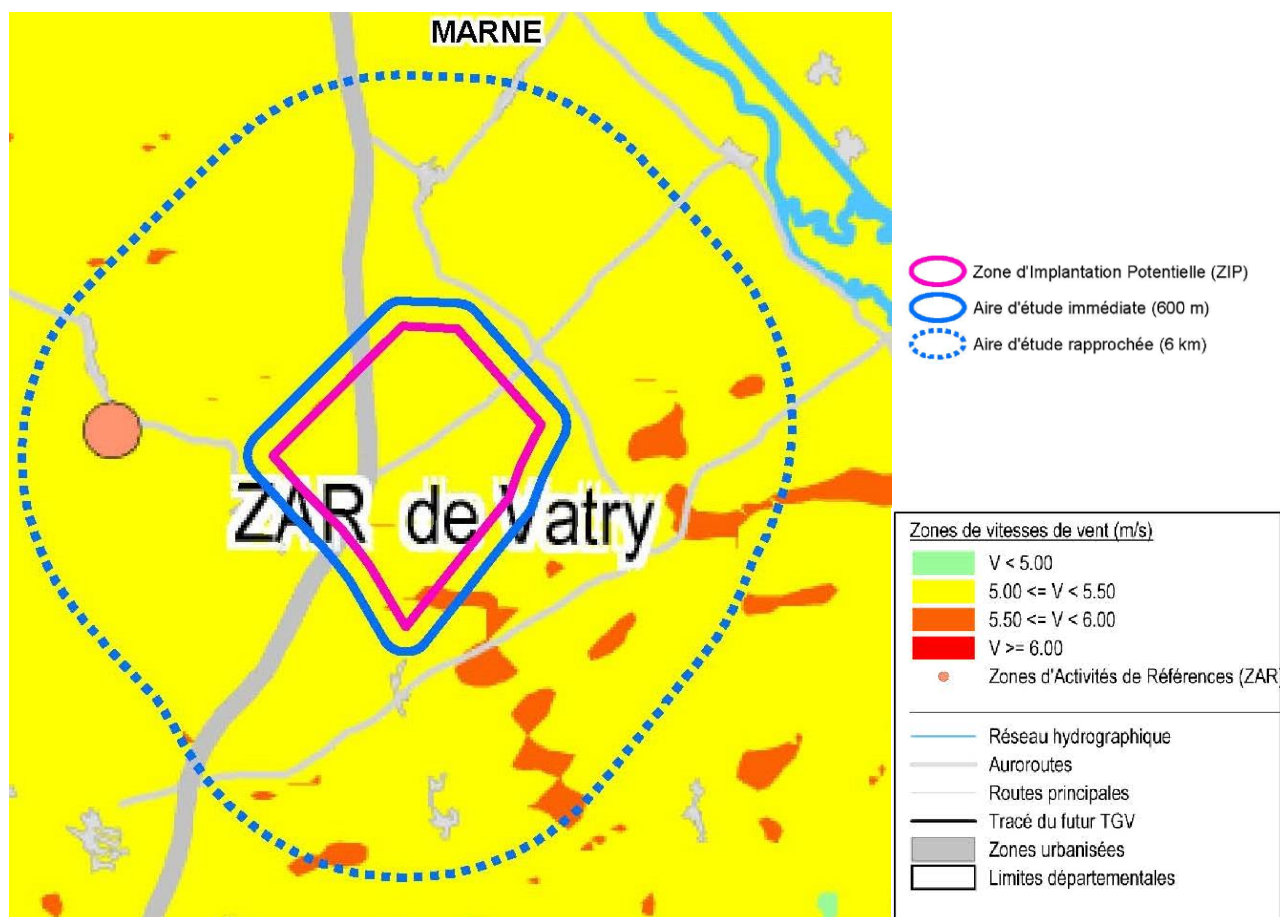 MARNE
ZAR de Vatry
Zone d'Implantation Potentielle (ZIP)
Aire d'étude immédiate (600 m)
Aire d'étude rapprochée (6 km)
Zones de vitesses de vent (m/s)
V < 5.00
5.00 <= V < 5.50
5.50 <= V < 6.00
V >= 6.00
Zones d'Activités de Références (ZAR)
Réseau hydrographique
Auroroutes
Routes principales
Tracé du futur TGV
Zones urbanisées
Limites départementales